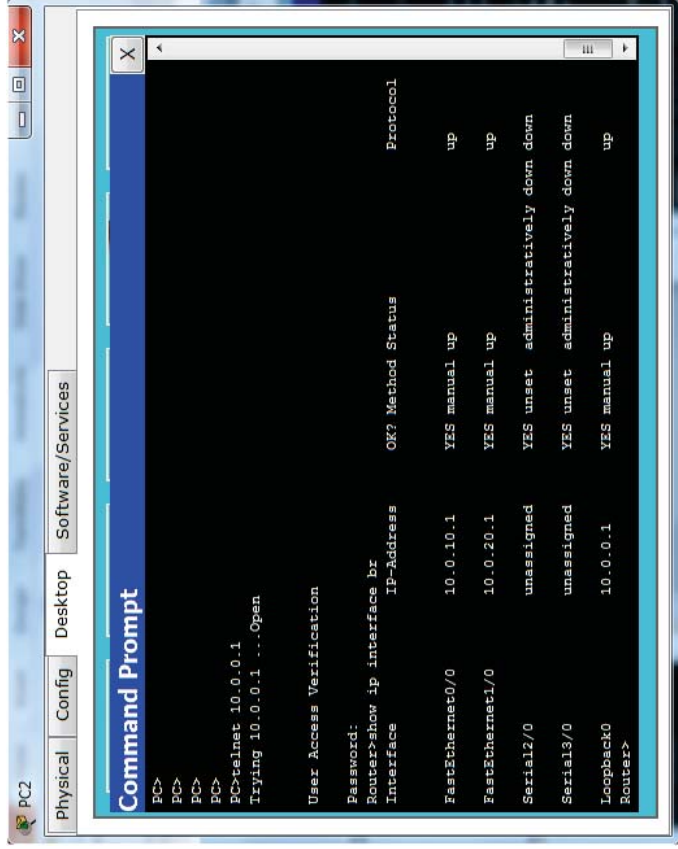 PC2
X
Physical Config Desktop Software/Services
Command Prompt X
PC>
PC>
PC>
PC>
PC>telnet 10.0.0.1
Trying 10.0.0.1 ...Open
User Access Verification
Password:
Router>show ip interface br
Interface IP-Address OK? Method Status Protocol
FastEthernet0/0 10.0.10.1 YES manual up up
FastEthernet1/0 10.0.20.1 YES manual up up
Serial2/0 unassigned YES unset administratively down down
Serial3/0 unassigned YES unset administratively down down
Loopback0 10.0.0.1 YES manual up up
Router>